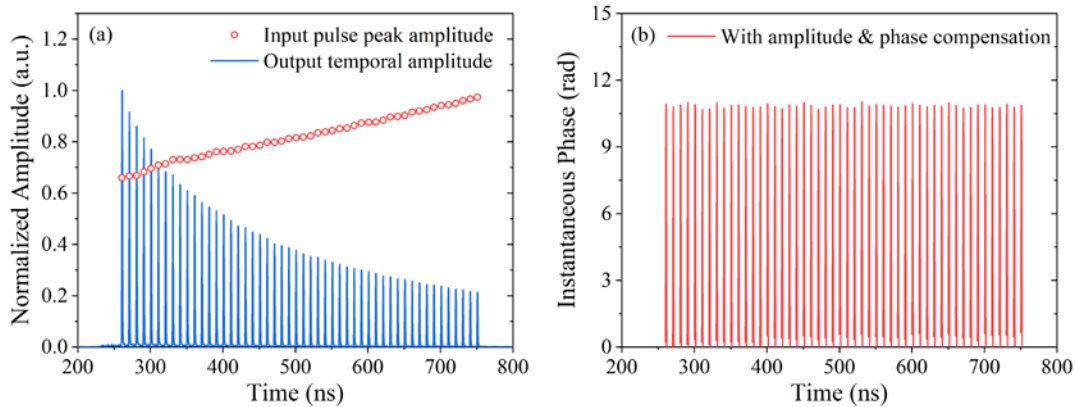 (a)
Input pulse peak amplitude
Output temporal amplitude
Normalized Amplitude (a.u.)
1.2
1.0
0.8
0.6
0.4
0.2
0.0
200 300 400 500 600 700 800
Time (ns)
(b)
With amplitude & phase compensation
Instantaneous Phase (rad)
15
12
9
6
3
0
200 300 400 500 600 700 800
Time (ns)